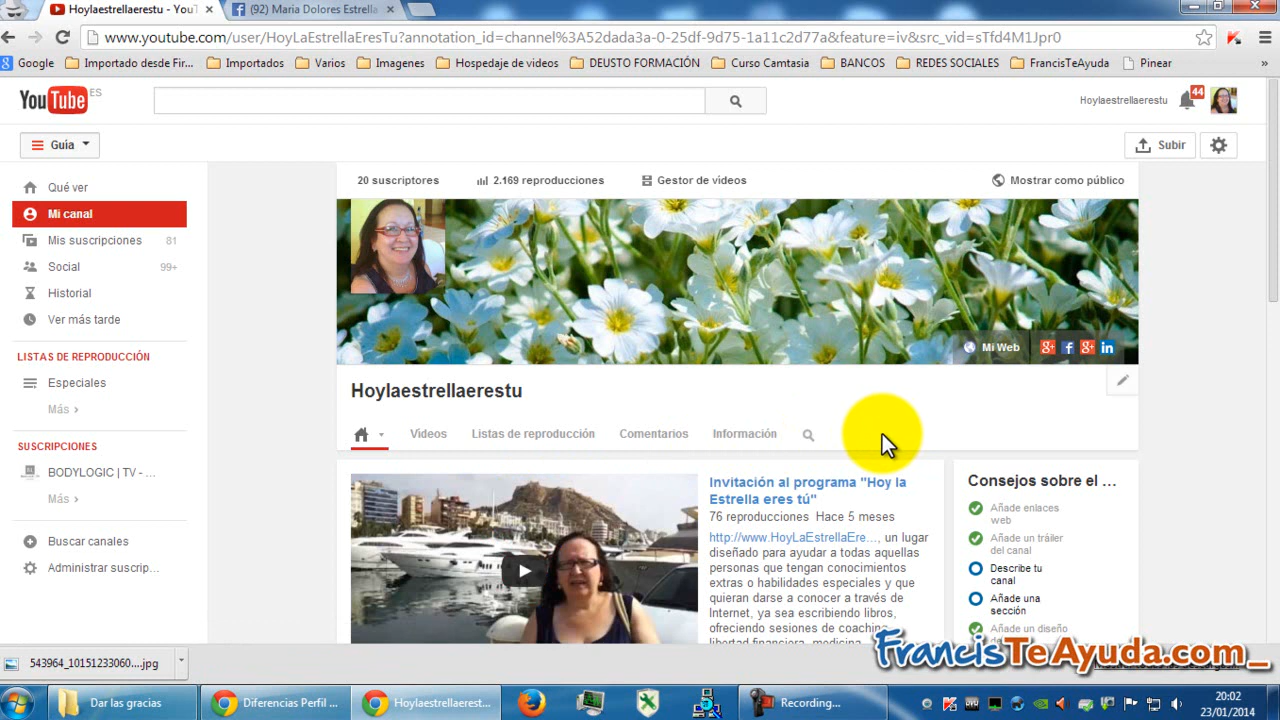 Hoylaestrellaerestu - YouT
(92) Maria Dolores Estrella
www.youtube.com/user/HoyLaEstrellaEresTu?annotation_id=channel%3A52dada3a-0-25df-9d75-1a11c2d77a&feature=iv&src_vid=sTfd4M1Jpr0
Google Importado desde Fir... Importados Varios Imagenes Hospedaje de videos DEUSTO FORMACIÓN Curso Camtasia BANCOS REDES SOCIALES FrancisTeAyuda Pinear »
YouTube ES
Hoylaestrellaerestu 44
Guía
Subir
20 suscriptores 2.169 reproducciones Gestor de vídeos Mostrar como público
Qué ver
Mi canal
Mis suscripciones 81
Social 99+
Historial
Ver más tarde
LISTAS DE REPRODUCCIÓN
Especiales
Más ›
SUSCRIPCIONES
BODYLOGIC | TV - ...
Más ›
Buscar canales
Administrar suscrip...
Mi Web
Hoylaestrellaerestu
Vídeos Listas de reproducción Comentarios Información
Invitación al programa "Hoy la
Estrella eres tú"
76 reproducciones Hace 5 meses
http://www.HoyLaEstrellaEre..., un lugar
diseñado para ayudar a todas aquellas
personas que tengan conocimientos
extras o habilidades especiales y que
quieran darse a conocer a través de
Internet, ya sea escribiendo libros,
ofreciendo sesiones de coaching,
libertad financiera, medicina
Consejos sobre el ...
Añade enlaces
web
Añade un tráiler
del canal
Describe tu
canal
Añade una
sección
Añade un diseño
FrancisTeAyuda.com_
543964_10151233060....jpg
Dar las gracias
Diferencias Perfil ...
Hoylaestrellaerest...
Recording...
20:02
23/01/2014